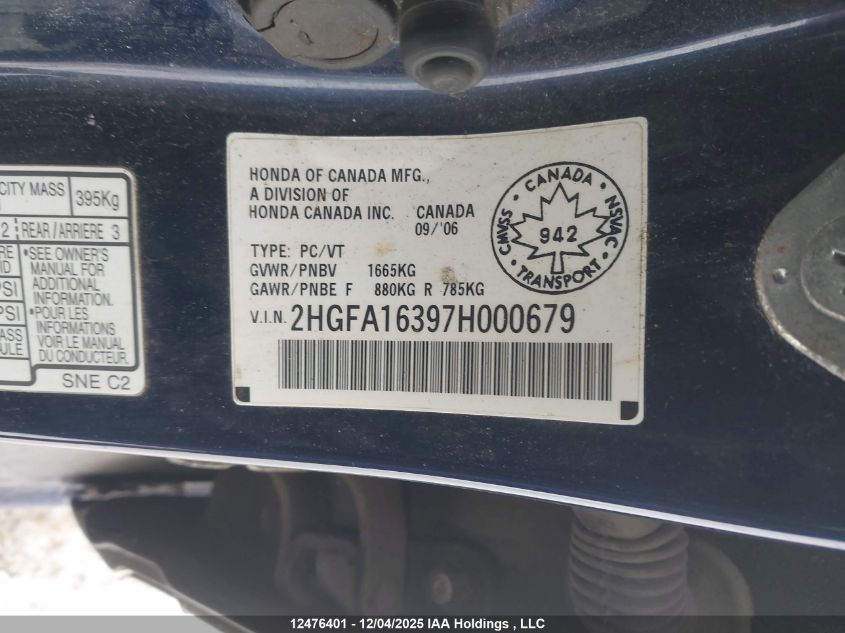 CITY MASS 395Kg
2 REAR/ARRIERE 3
•SEE OWNER'S
MANUAL FOR
ADDITIONAL
INFORMATION.
PSI
•POUR LES
INFORMATIONS
VOIR LE MANUEL
DU CONDUCTEUR.
SNE C2
HONDA OF CANADA MFG.,
A DIVISION OF
HONDA CANADA INC. CANADA
09/'06
TYPE: PC/VT
GVWR/PNBV 1665KG
GAWR/PNBE F 880KG R 785KG
V.I.N. 2HGFA16397H000679
CANADA
CMVSS
NSVAC
942
TRANSPORT
12476401 - 12/04/2025 IAA Holdings , LLC